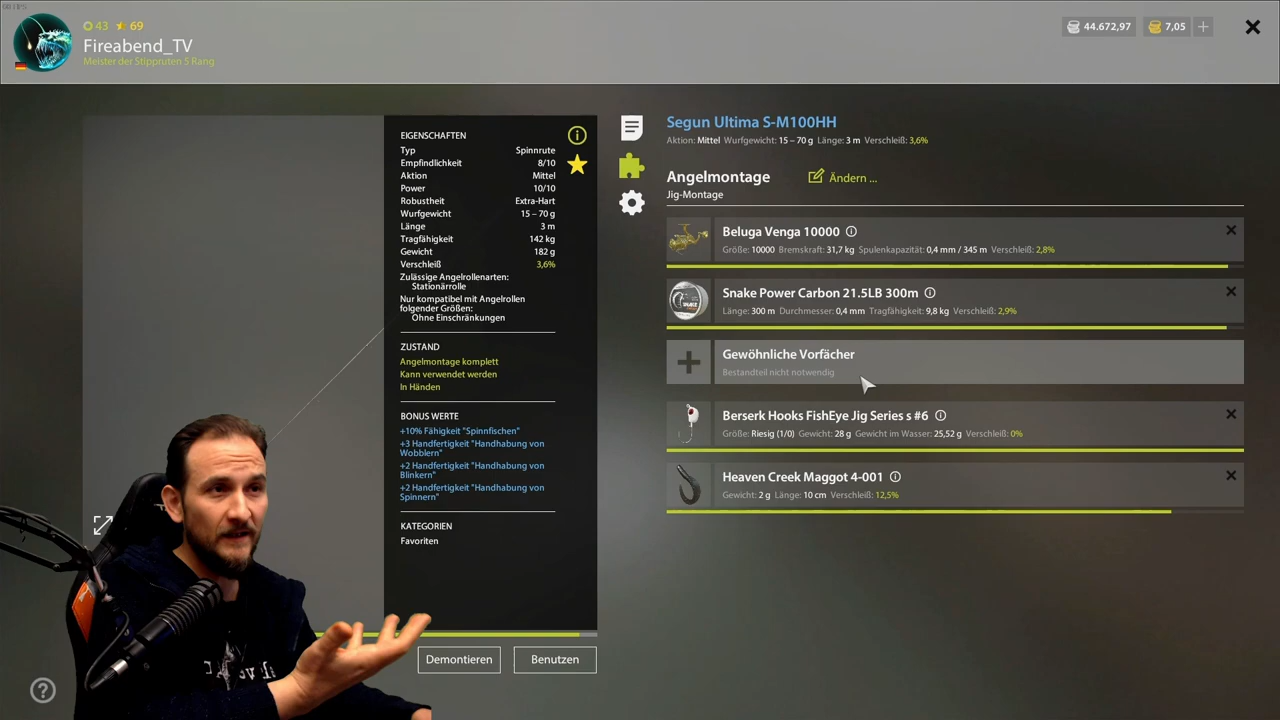 43 69
Fireabend_TV
Meister der Stippruten 5 Rang
44.672,97
7,05
EIGENSCHAFTEN
Typ Spinnrute
Empfindlichkeit 8/10
Aktion Mittel
Power 10/10
Robustheit Extra-Hart
Wurfgewicht 15 – 70 g
Länge 3 m
Tragfähigkeit 142 kg
Gewicht 182 g
Verschleiß 3,6%
Zulässige Angelrollenarten:
Stationärrolle
Nur kompatibel mit Angelrollen
folgender Größen:
Ohne Einschränkungen
ZUSTAND
Angelmontage komplett
Kann verwendet werden
In Händen
BONUS WERTE
+10% Fähigkeit "Spinnfischen"
+3 Handfertigkeit "Handhabung von
Wobblern"
+2 Handfertigkeit "Handhabung von
Blinkern"
+2 Handfertigkeit "Handhabung von
Spinnern"
KATEGORIEN
Favoriten
Demontieren
Benutzen
Segun Ultima S-M100HH
Aktion: Mittel Wurfgewicht: 15 – 70 g Länge: 3 m Verschleiß: 3,6%
Angelmontage
Ändern ...
Jig-Montage
Beluga Venga 10000
Größe: 10000 Bremskraft: 31,7 kg Spulenkapazität: 0,4 mm / 345 m Verschleiß: 2,8%
Snake Power Carbon 21.5LB 300m
Länge: 300 m Durchmesser: 0,4 mm Tragfähigkeit: 9,8 kg Verschleiß: 2,9%
Gewöhnliche Vorfächer
Bestandteil nicht notwendig
Berserk Hooks FishEye Jig Series s #6
Größe: Riesig (1/0) Gewicht: 28 g Gewicht im Wasser: 25,52 g Verschleiß: 0%
Heaven Creek Maggot 4-001
Gewicht: 2 g Länge: 10 cm Verschleiß: 12,5%